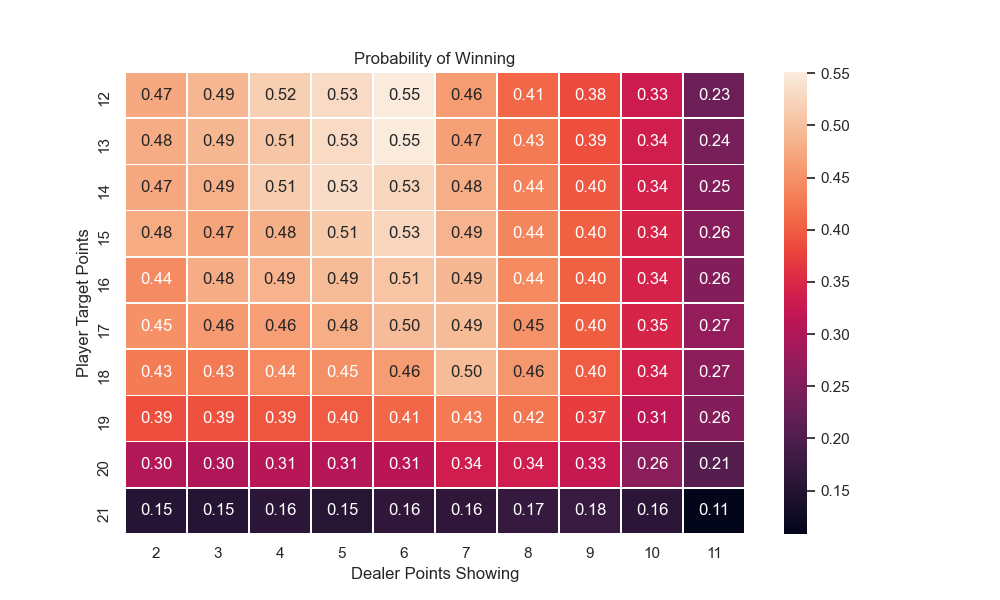 Probability of Winning
12 0.47 0.49 0.52 0.53 0.55 0.46 0.41 0.38 0.33 0.23
13 0.48 0.49 0.51 0.53 0.55 0.47 0.43 0.39 0.34 0.24
14 0.47 0.49 0.51 0.53 0.53 0.48 0.44 0.40 0.34 0.25
15 0.48 0.47 0.48 0.51 0.53 0.49 0.44 0.40 0.34 0.26
16 0.44 0.48 0.49 0.49 0.51 0.49 0.44 0.40 0.34 0.26
17 0.45 0.46 0.46 0.48 0.50 0.49 0.45 0.40 0.35 0.27
18 0.43 0.43 0.44 0.45 0.46 0.50 0.46 0.40 0.34 0.27
19 0.39 0.39 0.39 0.40 0.41 0.43 0.42 0.37 0.31 0.26
20 0.30 0.30 0.31 0.31 0.31 0.34 0.34 0.33 0.26 0.21
21 0.15 0.15 0.16 0.15 0.16 0.16 0.17 0.18 0.16 0.11
2 3 4 5 6 7 8 9 10 11
Dealer Points Showing
Player Target Points
0.55
0.50
0.45
0.40
0.35
0.30
0.25
0.20
0.15